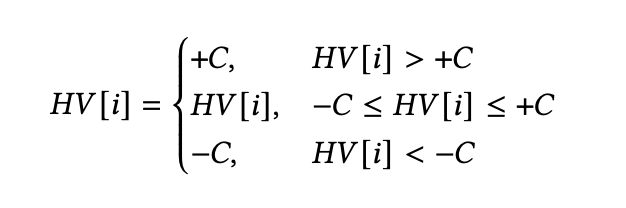 +C, HV[i] > +C
HV[i] = { HV[i], −C ≤ HV[i] ≤ +C
−C, HV[i] < −C